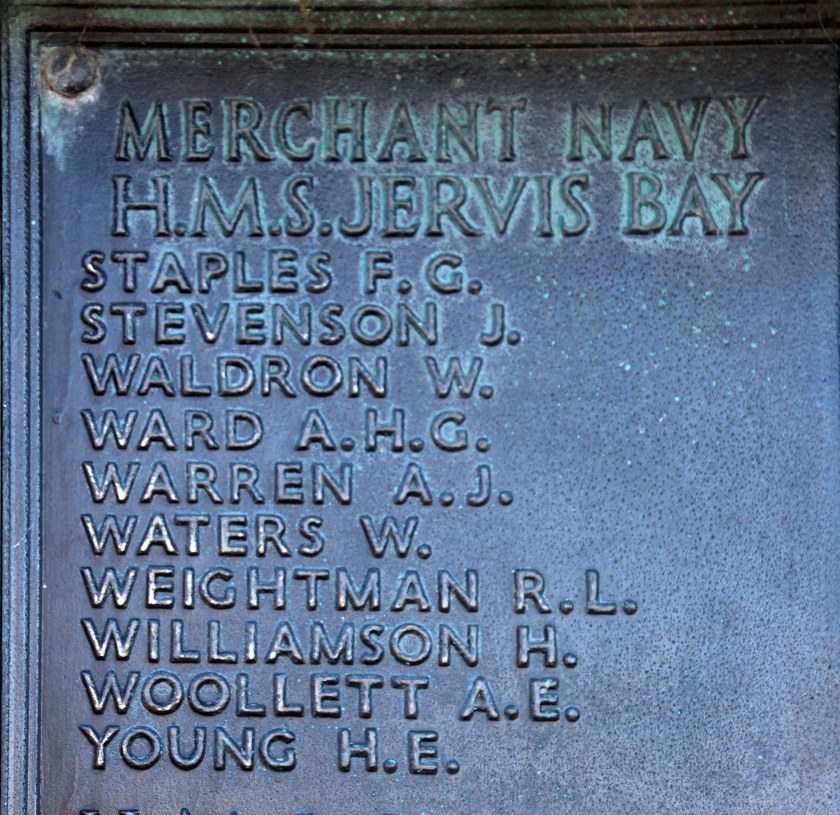 MERCHANT NAVY
H.M.S. JERVIS BAY
STAPLES F.G.
STEVENSON J.
WALDRON W.
WARD A.H.G.
WARREN A.J.
WATERS W.
WEIGHTMAN R.L.
WILLIAMSON H.
WOOLLETT A.E.
YOUNG H.E.